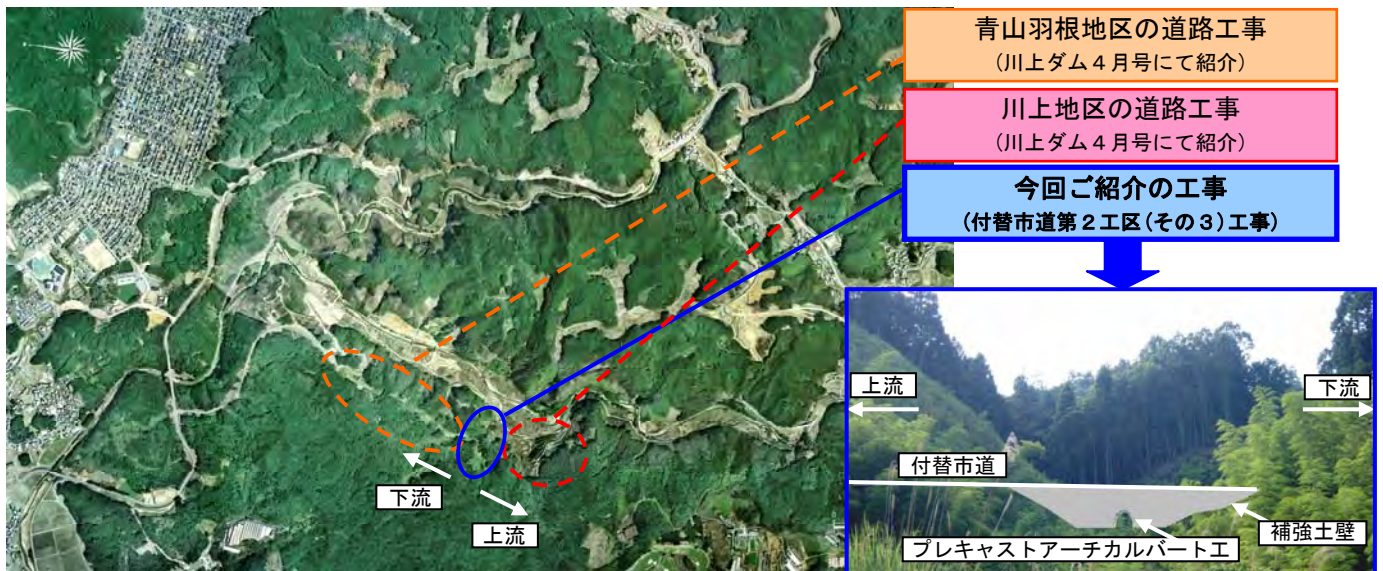 青山羽根地区の道路工事
(川上ダム４月号にて紹介)
川上地区の道路工事
(川上ダム４月号にて紹介)
今回ご紹介の工事
(付替市道第２工区(その３)工事)
下流
上流
上流
下流
付替市道
補強土壁
プレキャストアーチカルバート工